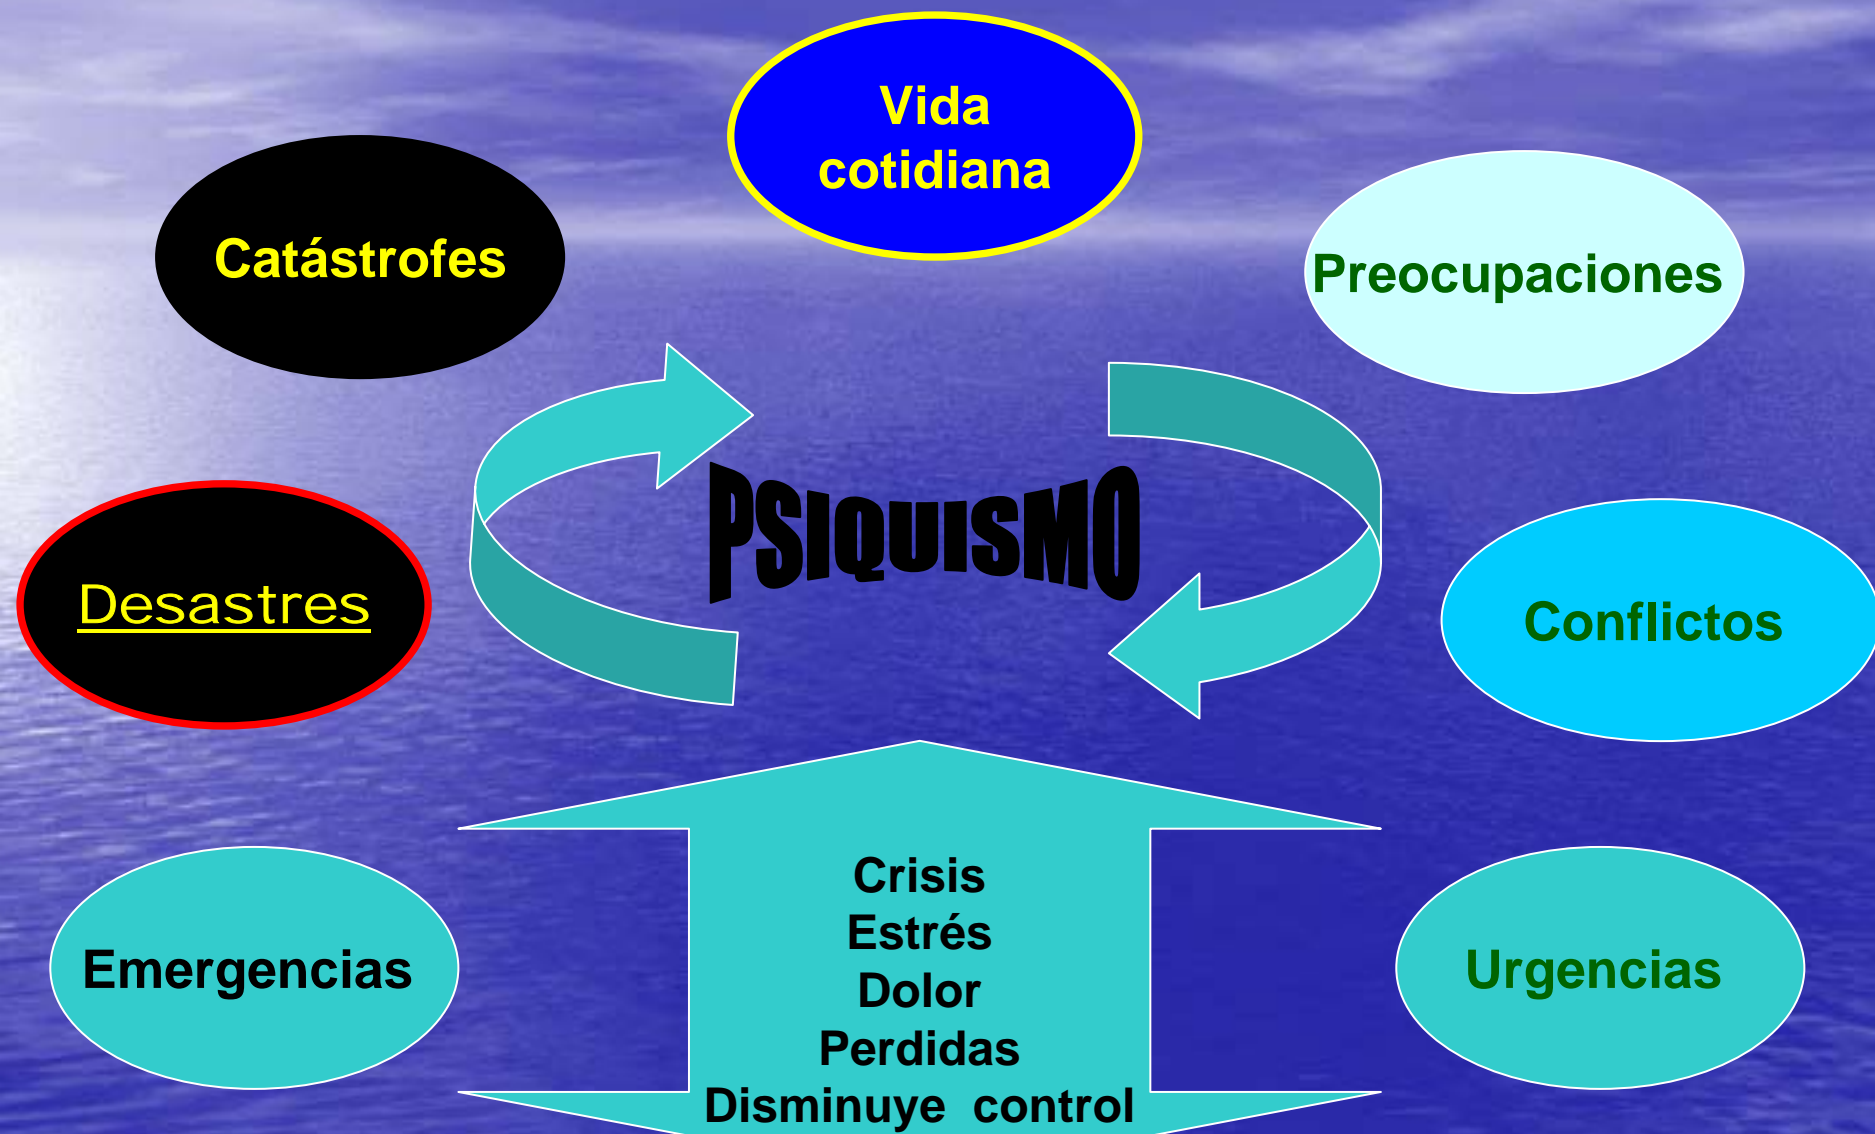 Vida
cotidiana
Catástrofes
Preocupaciones
PSIQUISMO
Desastres
Conflictos
Emergencias
Crisis
Estrés
Dolor
Perdidas
Disminuye control
Urgencias